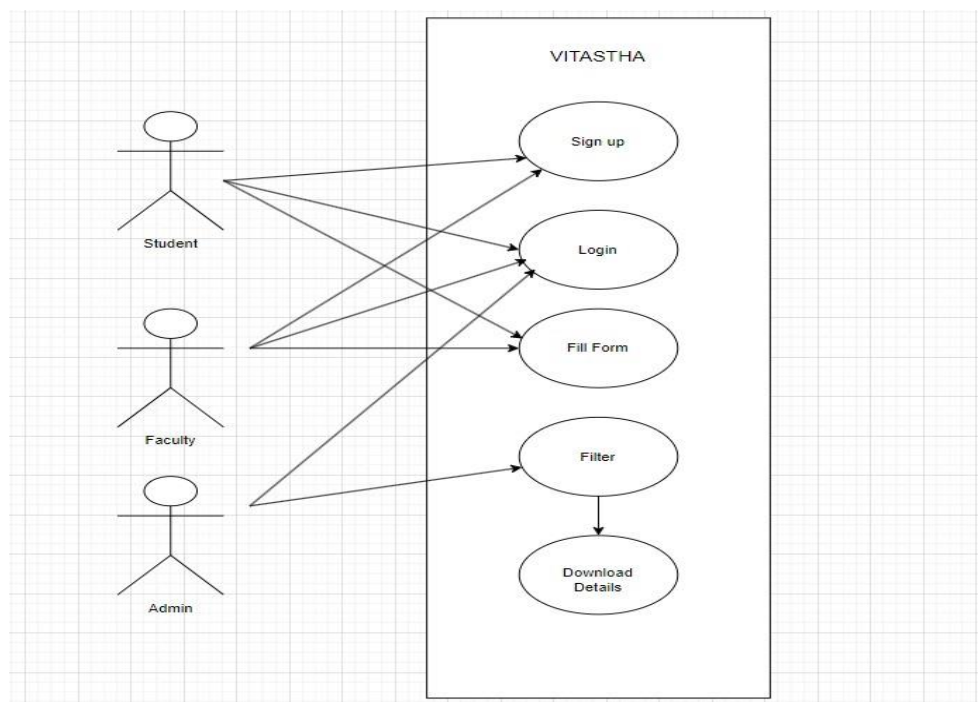 VITASTHA
Sign up
Student
Login
Fill Form
Faculty
Filter
Download
Details
Admin